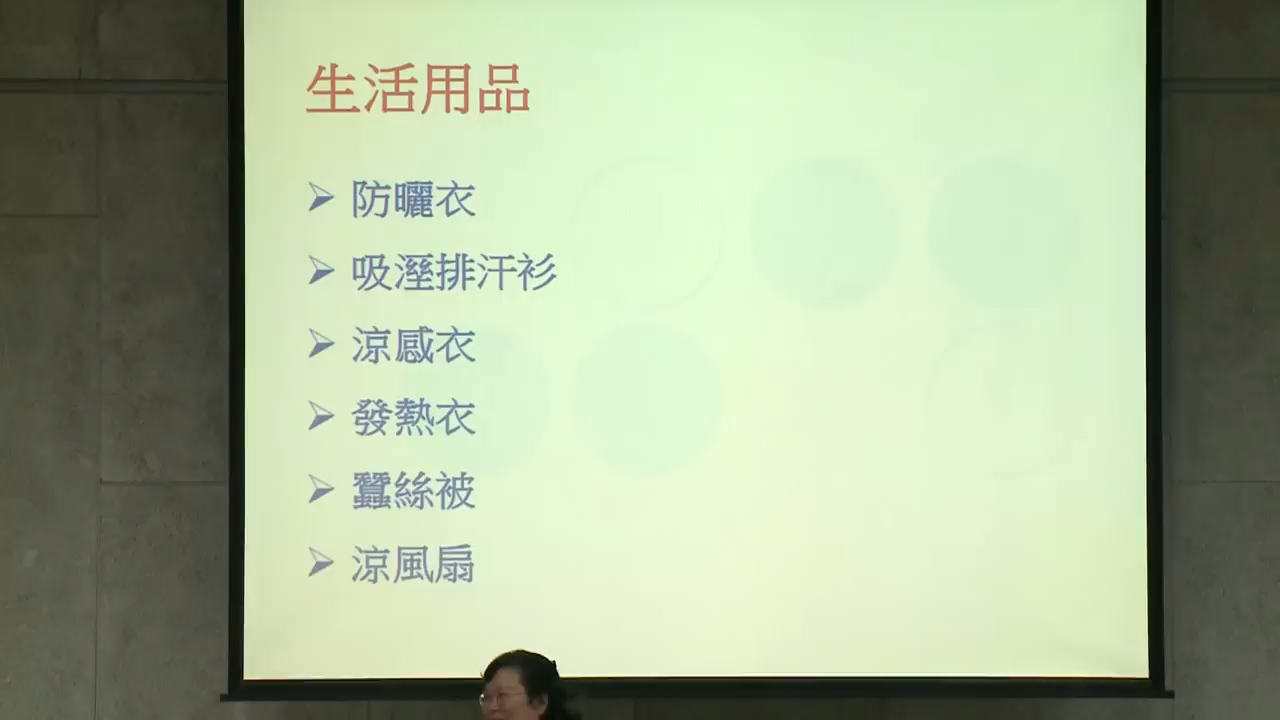 生活用品
防曬衣
吸溼排汗衫
涼感衣
發熱衣
蠶絲被
涼風扇